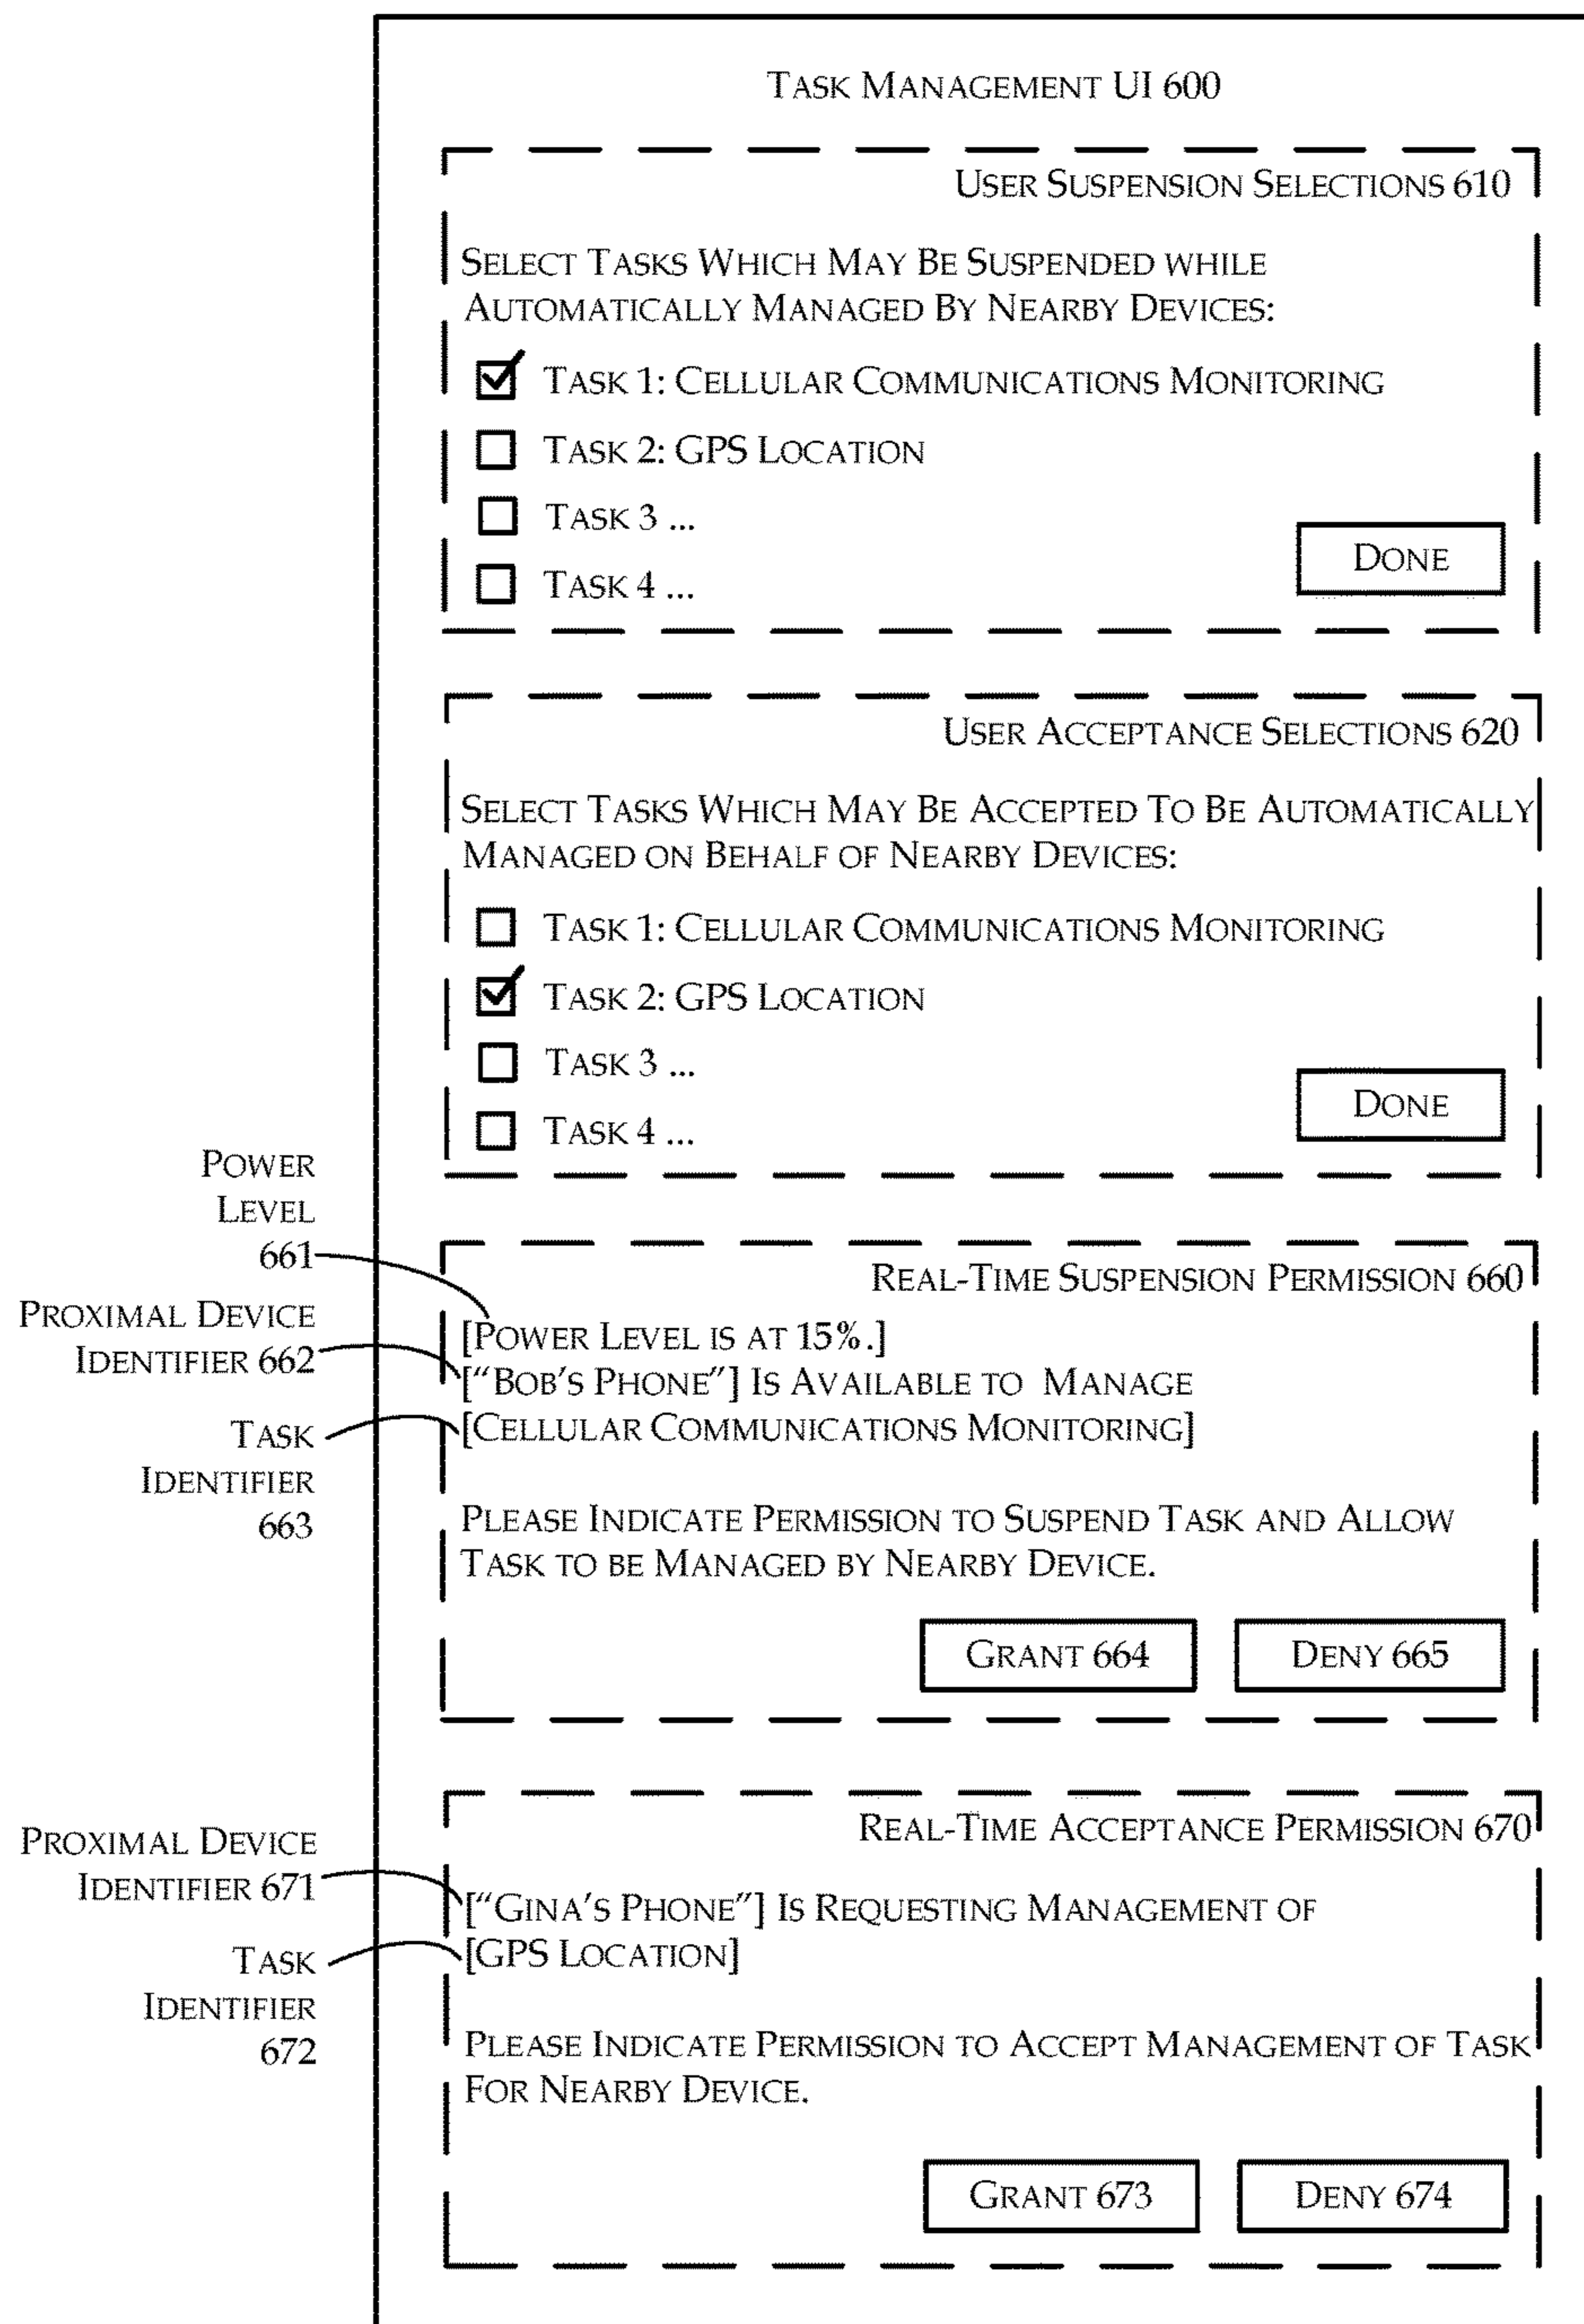 TASK MANAGEMENT UI 600
USER SUSPENSION SELECTIONS 610
SELECT TASKS WHICH MAY BE SUSPENDED WHILE
AUTOMATICALLY MANAGED BY NEARBY DEVICES:
TASK 1: CELLULAR COMMUNICATIONS MONITORING
TASK 2: GPS LOCATION
TASK 3 ...
TASK 4 ...
DONE
USER ACCEPTANCE SELECTIONS 620
SELECT TASKS WHICH MAY BE ACCEPTED TO BE AUTOMATICALLY
MANAGED ON BEHALF OF NEARBY DEVICES:
TASK 1: CELLULAR COMMUNICATIONS MONITORING
TASK 2: GPS LOCATION
TASK 3 ...
TASK 4 ...
DONE
POWER
LEVEL
661
PROXIMAL DEVICE
IDENTIFIER 662
TASK
IDENTIFIER
663
REAL-TIME SUSPENSION PERMISSION 660
[POWER LEVEL IS AT 15%.]
["BOB'S PHONE"] IS AVAILABLE TO MANAGE
[CELLULAR COMMUNICATIONS MONITORING]
PLEASE INDICATE PERMISSION TO SUSPEND TASK AND ALLOW
TASK TO BE MANAGED BY NEARBY DEVICE.
GRANT 664
DENY 665
PROXIMAL DEVICE
IDENTIFIER 671
TASK
IDENTIFIER
672
REAL-TIME ACCEPTANCE PERMISSION 670
["GINA'S PHONE"] IS REQUESTING MANAGEMENT OF
[GPS LOCATION]
PLEASE INDICATE PERMISSION TO ACCEPT MANAGEMENT OF TASK
FOR NEARBY DEVICE.
GRANT 673
DENY 674